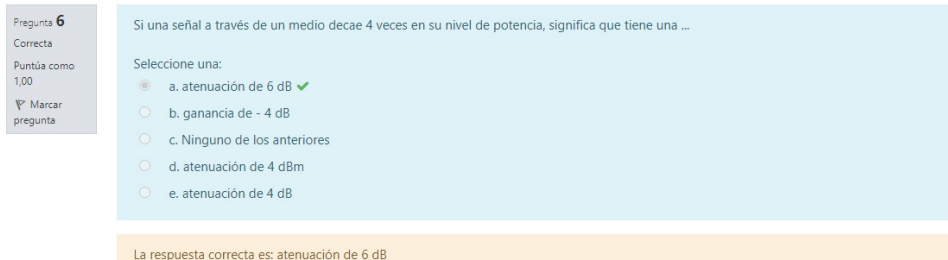 Pregunta 6
Correcta
Puntúa como
1,00
Marcar
pregunta
Si una señal a través de un medio decae 4 veces en su nivel de potencia, significa que tiene una ...
Seleccione una:
a. atenuación de 6 dB
b. ganancia de - 4 dB
c. Ninguno de los anteriores
d. atenuación de 4 dBm
e. atenuación de 4 dB
La respuesta correcta es: atenuación de 6 dB